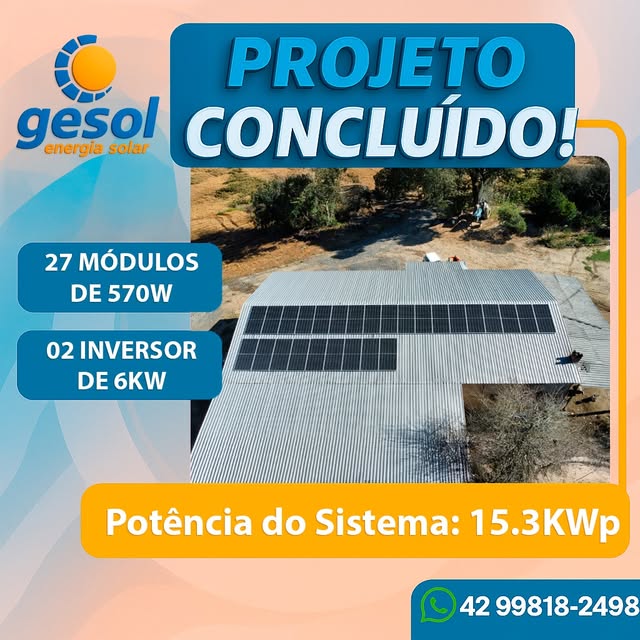 gesol
energia solar
PROJETO
CONCLUÍDO!
27 MÓDULOS
DE 570W
02 INVERSOR
DE 6KW
Potência do Sistema: 15.3KWp
42 99818-2498